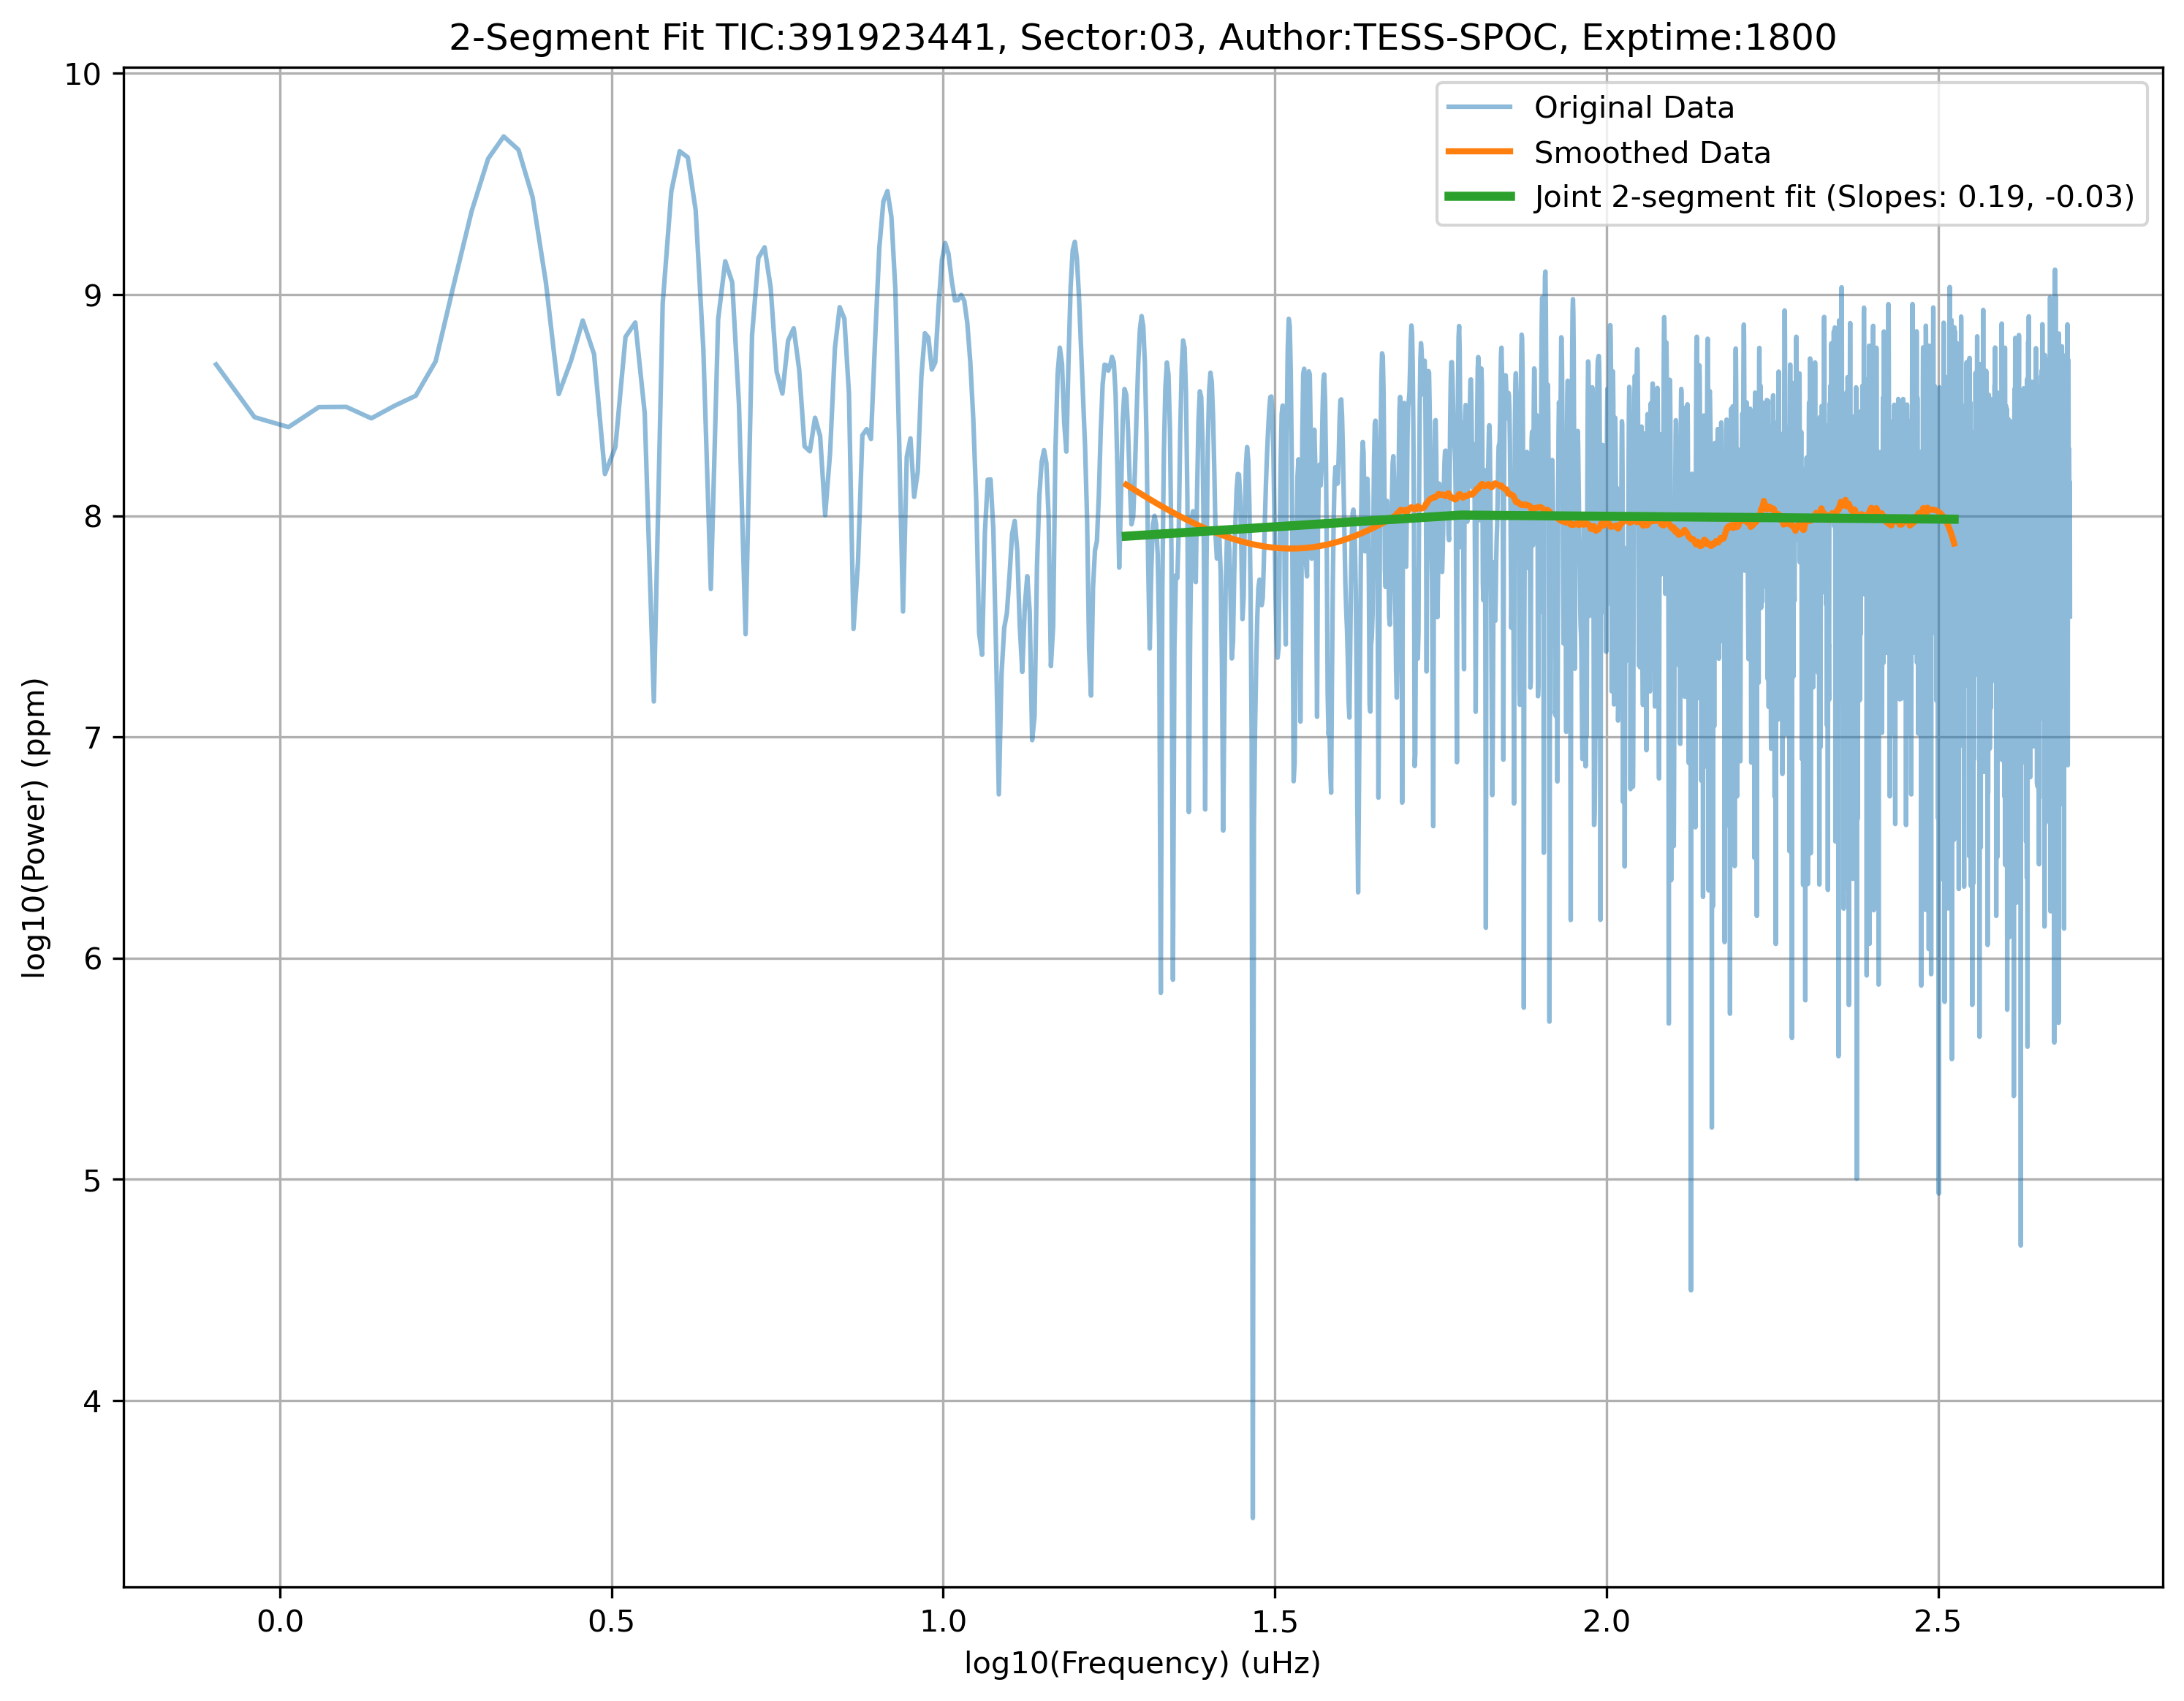 2-Segment Fit TIC:391923441, Sector:03, Author:TESS-SPOC, Exptime:1800
Original Data
Smoothed Data
Joint 2-segment fit (Slopes: 0.19, -0.03)
10
9
8
7
6
5
4
log10(Power) (ppm)
0.0 0.5 1.0 1.5 2.0 2.5
log10(Frequency) (uHz)